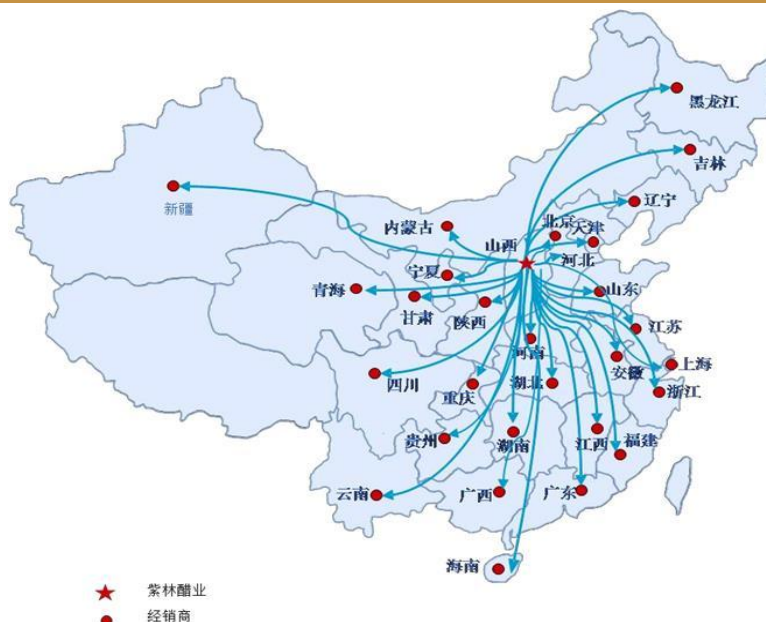 黑龙江
吉林
辽宁
新疆
内蒙古
北京
天津
山西
河北
宁夏
青海
甘肃
陕西
山东
江苏
河南
安徽
上海
四川
重庆
湖北
浙江
贵州
湖南
江西
福建
云南
广西
广东
海南
紫林醋业
经销商